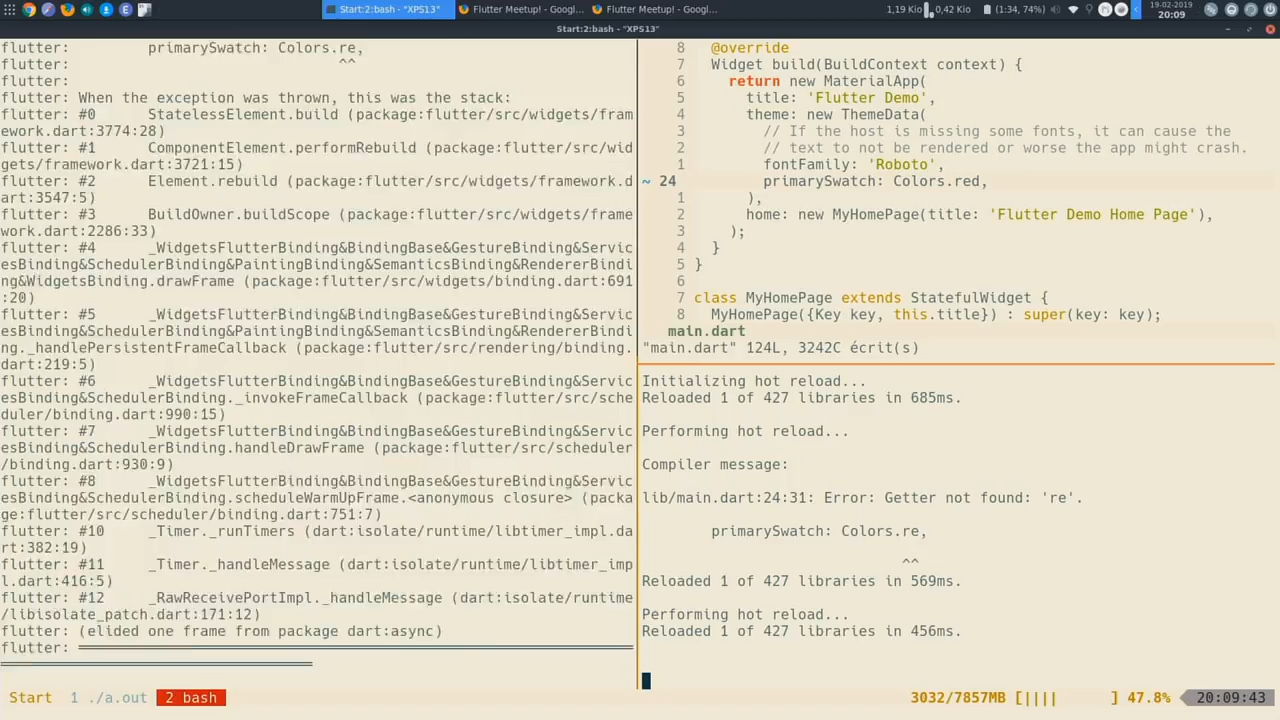 Start:2:bash - "XPS13"
Flutter Meetup! - Googl...
Flutter Meetup! - Googl...
1,19 Kio 0,42 Kio
(1:34, 74%)
19-02-2019
20:09
Start:2:bash - "XPS13"
flutter:         primarySwatch: Colors.re,
flutter:                               ^^
flutter:
flutter: When the exception was thrown, this was the stack:
flutter: #0      StatelessElement.build (package:flutter/src/widgets/fram
ework.dart:3774:28)
flutter: #1      ComponentElement.performRebuild (package:flutter/src/wid
gets/framework.dart:3721:15)
flutter: #2      Element.rebuild (package:flutter/src/widgets/framework.d
art:3547:5)
flutter: #3      BuildOwner.buildScope (package:flutter/src/widgets/frame
work.dart:2286:33)
flutter: #4      _WidgetsFlutterBinding&BindingBase&GestureBinding&Servic
esBinding&SchedulerBinding&PaintingBinding&SemanticsBinding&RendererBindi
ng&WidgetsBinding.drawFrame (package:flutter/src/widgets/binding.dart:691
:20)
flutter: #5      _WidgetsFlutterBinding&BindingBase&GestureBinding&Servic
esBinding&SchedulerBinding&PaintingBinding&SemanticsBinding&RendererBindi
ng._handlePersistentFrameCallback (package:flutter/src/rendering/binding.
dart:219:5)
flutter: #6      _WidgetsFlutterBinding&BindingBase&GestureBinding&Servic
esBinding&SchedulerBinding._invokeFrameCallback (package:flutter/src/sche
duler/binding.dart:990:15)
flutter: #7      _WidgetsFlutterBinding&BindingBase&GestureBinding&Servic
esBinding&SchedulerBinding.handleDrawFrame (package:flutter/src/scheduler
/binding.dart:930:9)
flutter: #8      _WidgetsFlutterBinding&BindingBase&GestureBinding&Servic
esBinding&SchedulerBinding.scheduleWarmUpFrame.<anonymous closure> (packa
ge:flutter/src/scheduler/binding.dart:751:7)
flutter: #10     _Timer._runTimers (dart:isolate/runtime/libtimer_impl.da
rt:382:19)
flutter: #11     _Timer._handleMessage (dart:isolate/runtime/libtimer_imp
l.dart:416:5)
flutter: #12     _RawReceivePortImpl._handleMessage (dart:isolate/runtime
/libisolate_patch.dart:171:12)
flutter: (elided one frame from package dart:async)
flutter: ════════════════════════════════════════════════════════════════
════════════════════════════════════
8   @override
7   Widget build(BuildContext context) {
6     return new MaterialApp(
5       title: 'Flutter Demo',
4       theme: new ThemeData(
3         // If the host is missing some fonts, it can cause the
2         // text to not be rendered or worse the app might crash.
1         fontFamily: 'Roboto',
~ 24         primarySwatch: Colors.red,
1       ),
2       home: new MyHomePage(title: 'Flutter Demo Home Page'),
3     );
4   }
5 }
6
7 class MyHomePage extends StatefulWidget {
8   MyHomePage({Key key, this.title}) : super(key: key);
main.dart
"main.dart" 124L, 3242C écrit(s)
Initializing hot reload...
Reloaded 1 of 427 libraries in 685ms.
Performing hot reload...
Compiler message:
lib/main.dart:24:31: Error: Getter not found: 're'.
        primarySwatch: Colors.re,
                              ^^
Reloaded 1 of 427 libraries in 569ms.
Performing hot reload...
Reloaded 1 of 427 libraries in 456ms.
Start 1 ./a.out 2 bash
3032/7857MB [||||      ] 47.8% 20:09:43